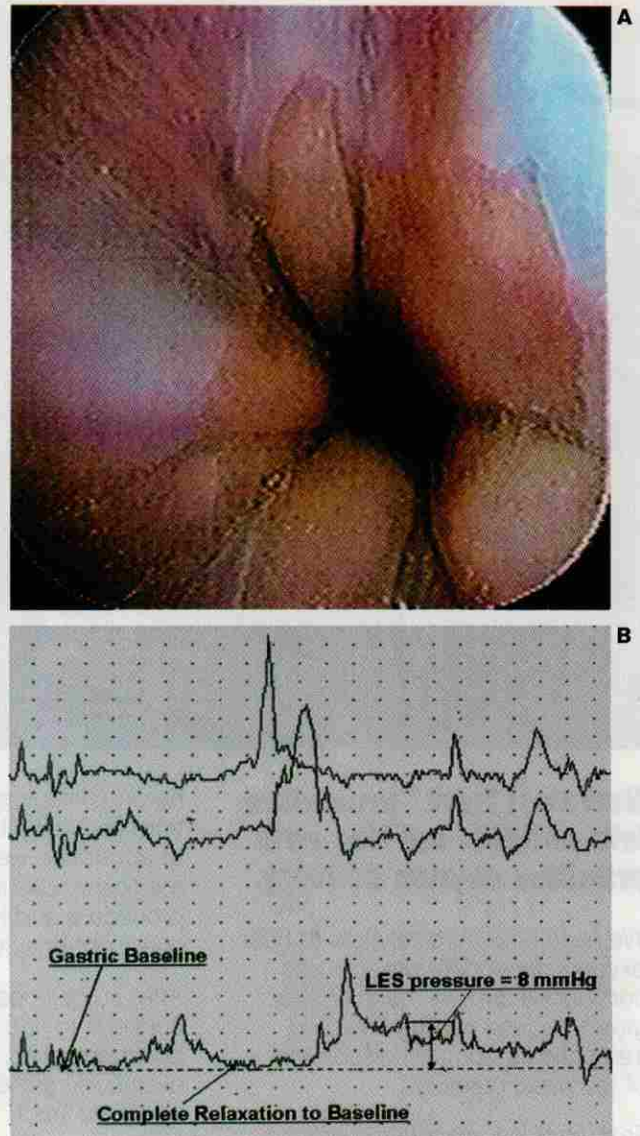 A
B
Gastric Baseline
LES pressure = 8 mmHg
Complete Relaxation to Baseline